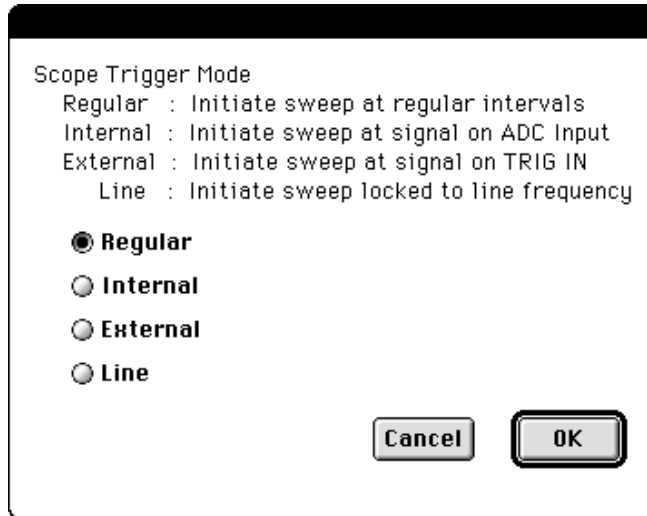 Scope Trigger Mode
Regular : Initiate sweep at regular intervals
Internal : Initiate sweep at signal on ADC Input
External : Initiate sweep at signal on TRIG IN
Line : Initiate sweep locked to line frequency
Regular
Internal
External
Line
Cancel OK